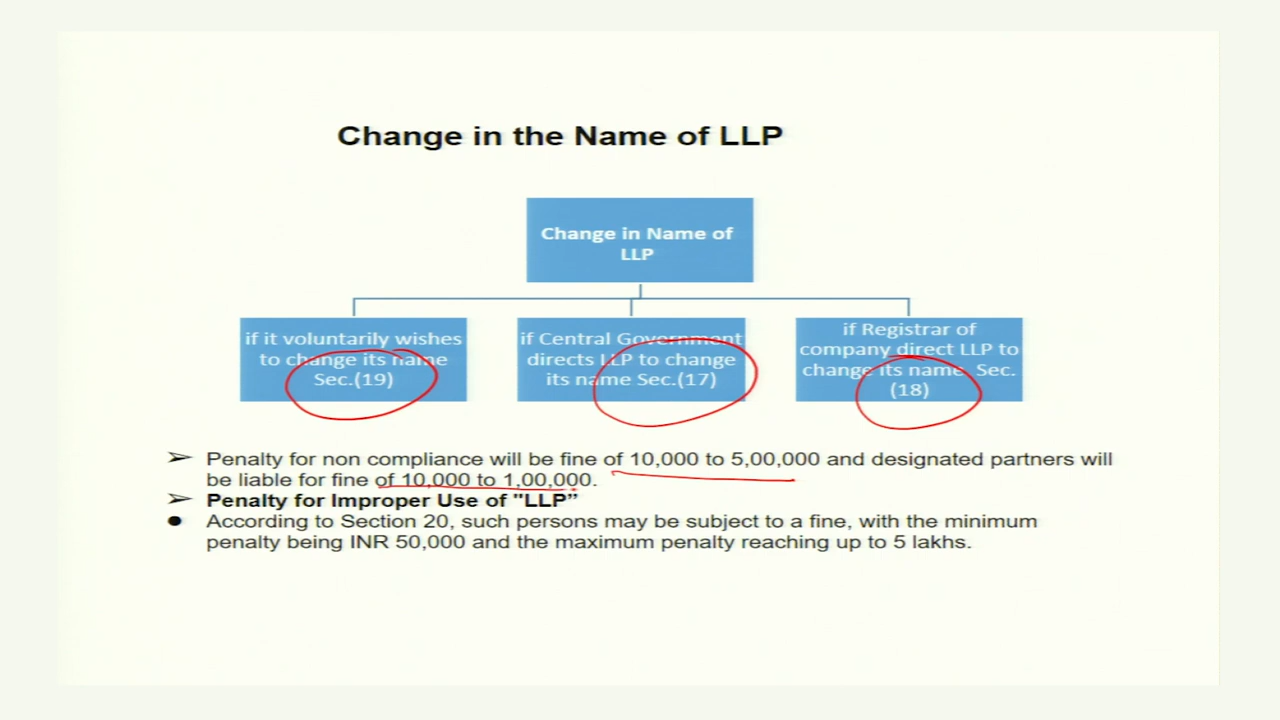 Change in the Name of LLP
Change in Name of
LLP
if it voluntarily wishes
to change its name
Sec.(19)
if Central Government
directs LLP to change
its name Sec.(17)
if Registrar of
company direct LLP to
change its name Sec.
(18)
➢ Penalty for non compliance will be fine of 10,000 to 5,00,000 and designated partners will
be liable for fine of 10,000 to 1,00,000.
➢ Penalty for Improper Use of "LLP”
● According to Section 20, such persons may be subject to a fine, with the minimum
penalty being INR 50,000 and the maximum penalty reaching up to 5 lakhs.